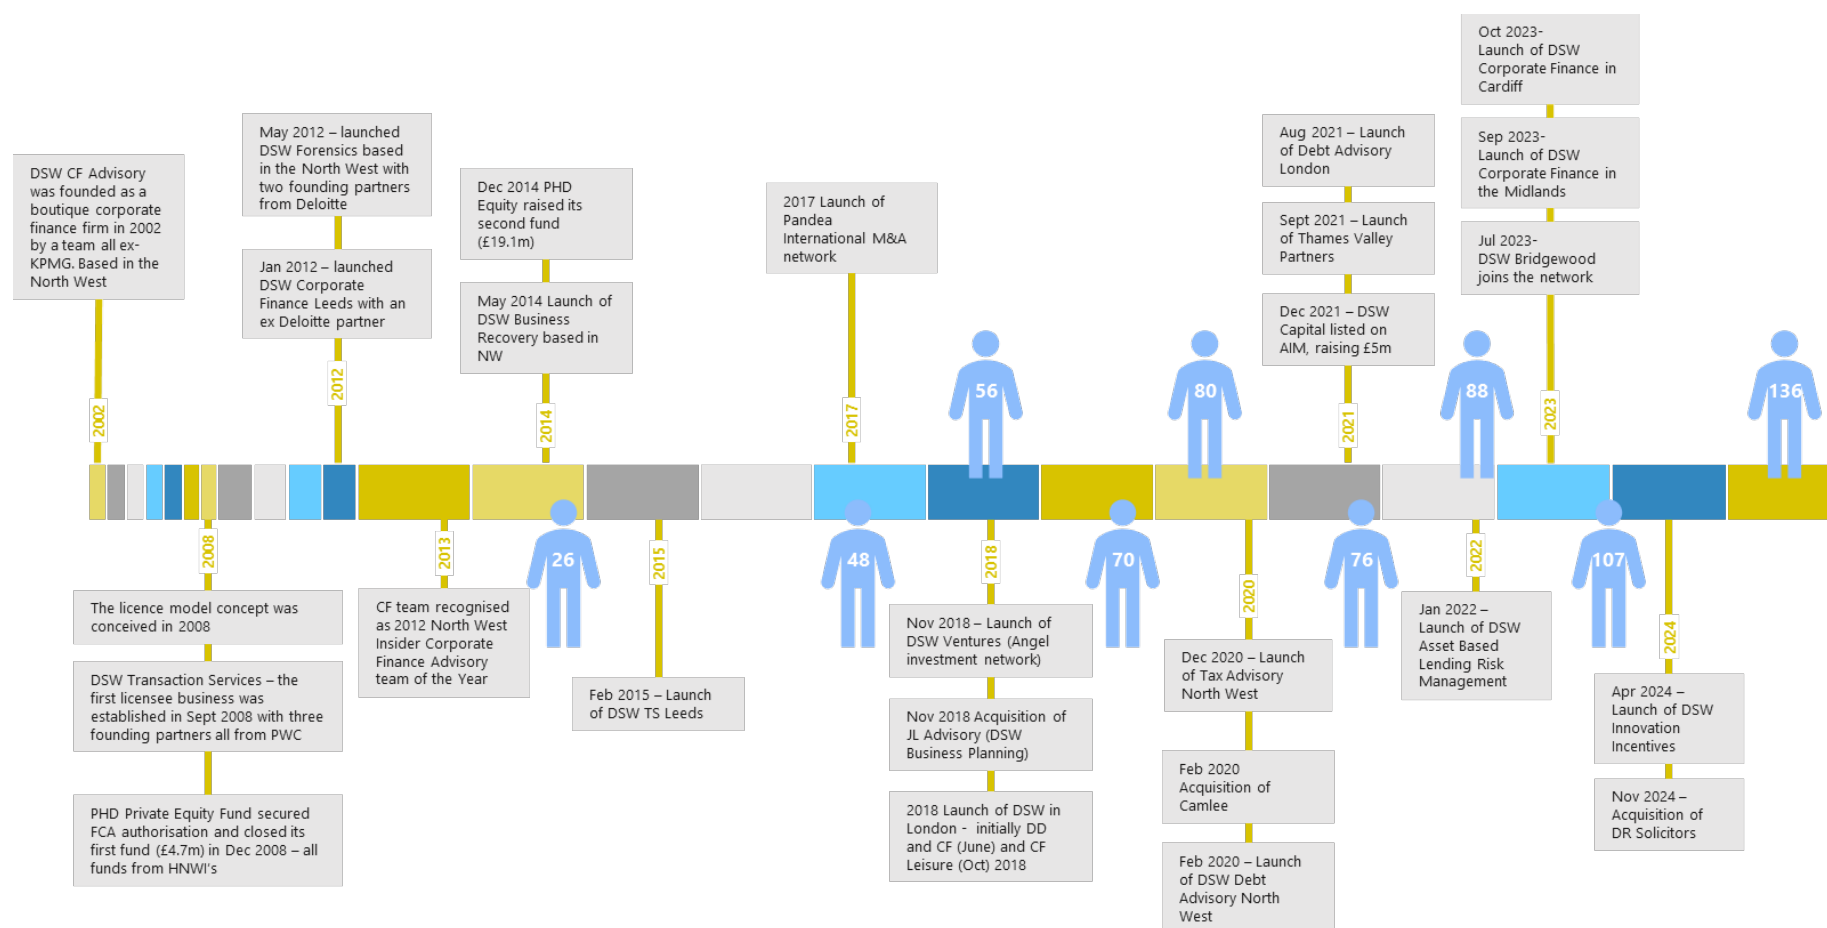 DSW CF Advisory
was founded as a
boutique corporate
finance firm in 2002
by a team all ex-
KPMG. Based in the
North West
2002
2008
The licence model concept was
conceived in 2008
DSW Transaction Services – the
first licensee business was
established in Sept 2008 with three
founding partners all from PWC
PHD Private Equity Fund secured
FCA authorisation and closed its
first fund (£4.7m) in Dec 2008 – all
funds from HNWI's
May 2012 – launched
DSW Forensics based
in the North West with
two founding partners
from Deloitte
Jan 2012 – launched
DSW Corporate
Finance Leeds with an
ex Deloitte partner
2012
2013
CF team recognised
as 2012 North West
Insider Corporate
Finance Advisory
team of the Year
Dec 2014 PHD
Equity raised its
second fund
(£19.1m)
May 2014 Launch of
DSW Business
Recovery based in
NW
2014
26
2015
Feb 2015 – Launch
of DSW TS Leeds
2017 Launch of
Pandea
International M&A
network
2017
48
56
2018
Nov 2018 – Launch of
DSW Ventures (Angel
investment network)
Nov 2018 Acquisition of
JL Advisory (DSW
Business Planning)
2018 Launch of DSW in
London - initially DD
and CF (June) and CF
Leisure (Oct) 2018
70
80
2020
Dec 2020 – Launch
of Tax Advisory
North West
Feb 2020
Acquisition of
Camlee
Feb 2020 – Launch
of DSW Debt
Advisory North
West
Aug 2021 – Launch
of Debt Advisory
London
Sept 2021 – Launch
of Thames Valley
Partners
Dec 2021 – DSW
Capital listed on
AIM, raising £5m
2021
76
88
2022
Jan 2022 –
Launch of DSW
Asset Based
Lending Risk
Management
Oct 2023-
Launch of DSW
Corporate Finance in
Cardiff
Sep 2023-
Launch of DSW
Corporate Finance in
the Midlands
Jul 2023-
DSW Bridgewood
joins the network
2023
107
2024
Apr 2024 –
Launch of DSW
Innovation
Incentives
Nov 2024 –
Acquisition of
DR Solicitors
136